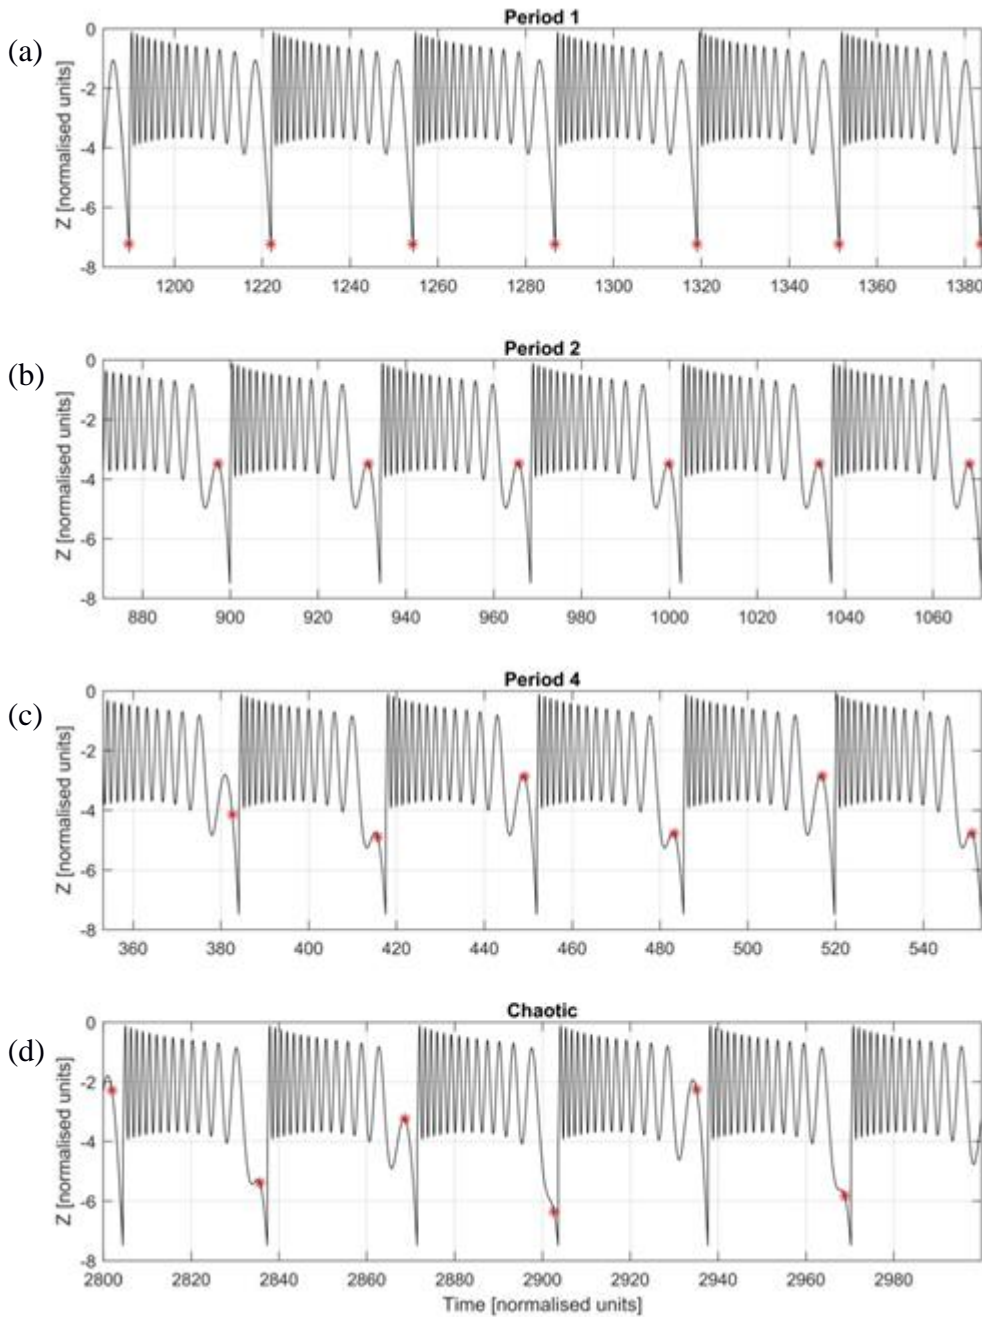 Period 1
(a)
0
-2
-4
-6
-8
Z [normalised units]
1200 1220 1240 1260 1280 1300 1320 1340 1360 1380
Period 2
(b)
0
-2
-4
-6
-8
Z [normalised units]
880 900 920 940 960 980 1000 1020 1040 1060
Period 4
(c)
0
-2
-4
-6
-8
Z [normalised units]
360 380 400 420 440 460 480 500 520 540
Chaotic
(d)
0
-2
-4
-6
-8
Z [normalised units]
2800 2820 2840 2860 2880 2900 2920 2940 2960 2980
Time [normalised units]